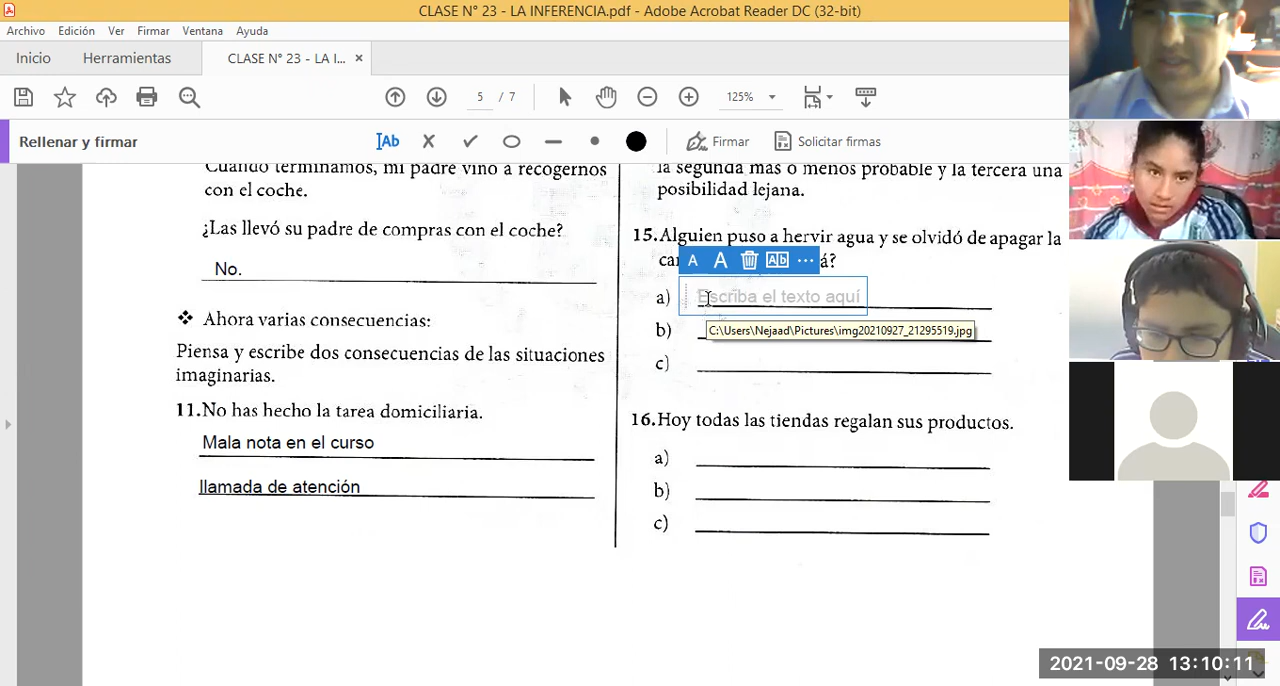 CLASE N° 23 - LA INFERENCIA.pdf - Adobe Acrobat Reader DC (32-bit)
Archivo Edición Ver Firmar Ventana Ayuda
Inicio Herramientas CLASE N° 23 - LA I... ×
5 / 7 125%
Rellenar y firmar Ab Firmar Solicitar firmas
Cuando terminamos, mi padre vino a recogernos
con el coche.
¿Las llevó su padre de compras con el coche?
No.
❖ Ahora varias consecuencias:
Piensa y escribe dos consecuencias de las situaciones
imaginarias.
11.No has hecho la tarea domiciliaria.
Mala nota en el curso
llamada de atención
la segunda más o menos probable y la tercera una
posibilidad lejana.
15.Alguien puso a hervir agua y se olvidó de apagar la
A A Ab ...
a) Escriba el texto aquí
C:\Users\Nejaad\Pictures\img20210927_21295519.jpg
b)
c)
16.Hoy todas las tiendas regalan sus productos.
a)
b)
c)
2021-09-28 13:10:11